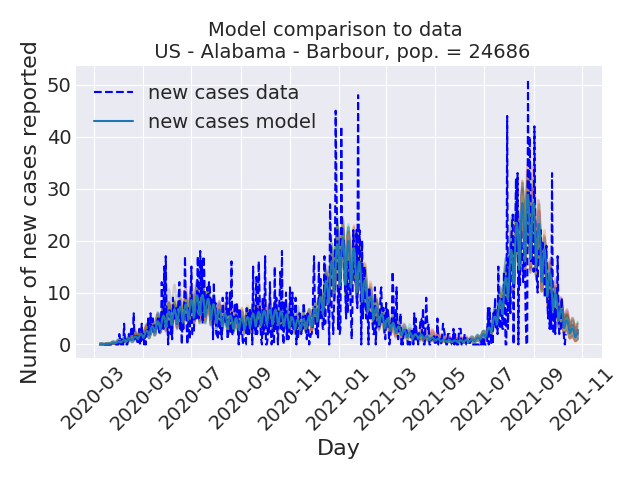 Model comparison to data
US - Alabama - Barbour, pop. = 24686
Number of new cases reported
50
40
30
20
10
0
new cases data
new cases model
2020-03
2020-05
2020-07
2020-09
2020-11
2021-01
2021-03
2021-05
2021-07
2021-09
2021-11
Day